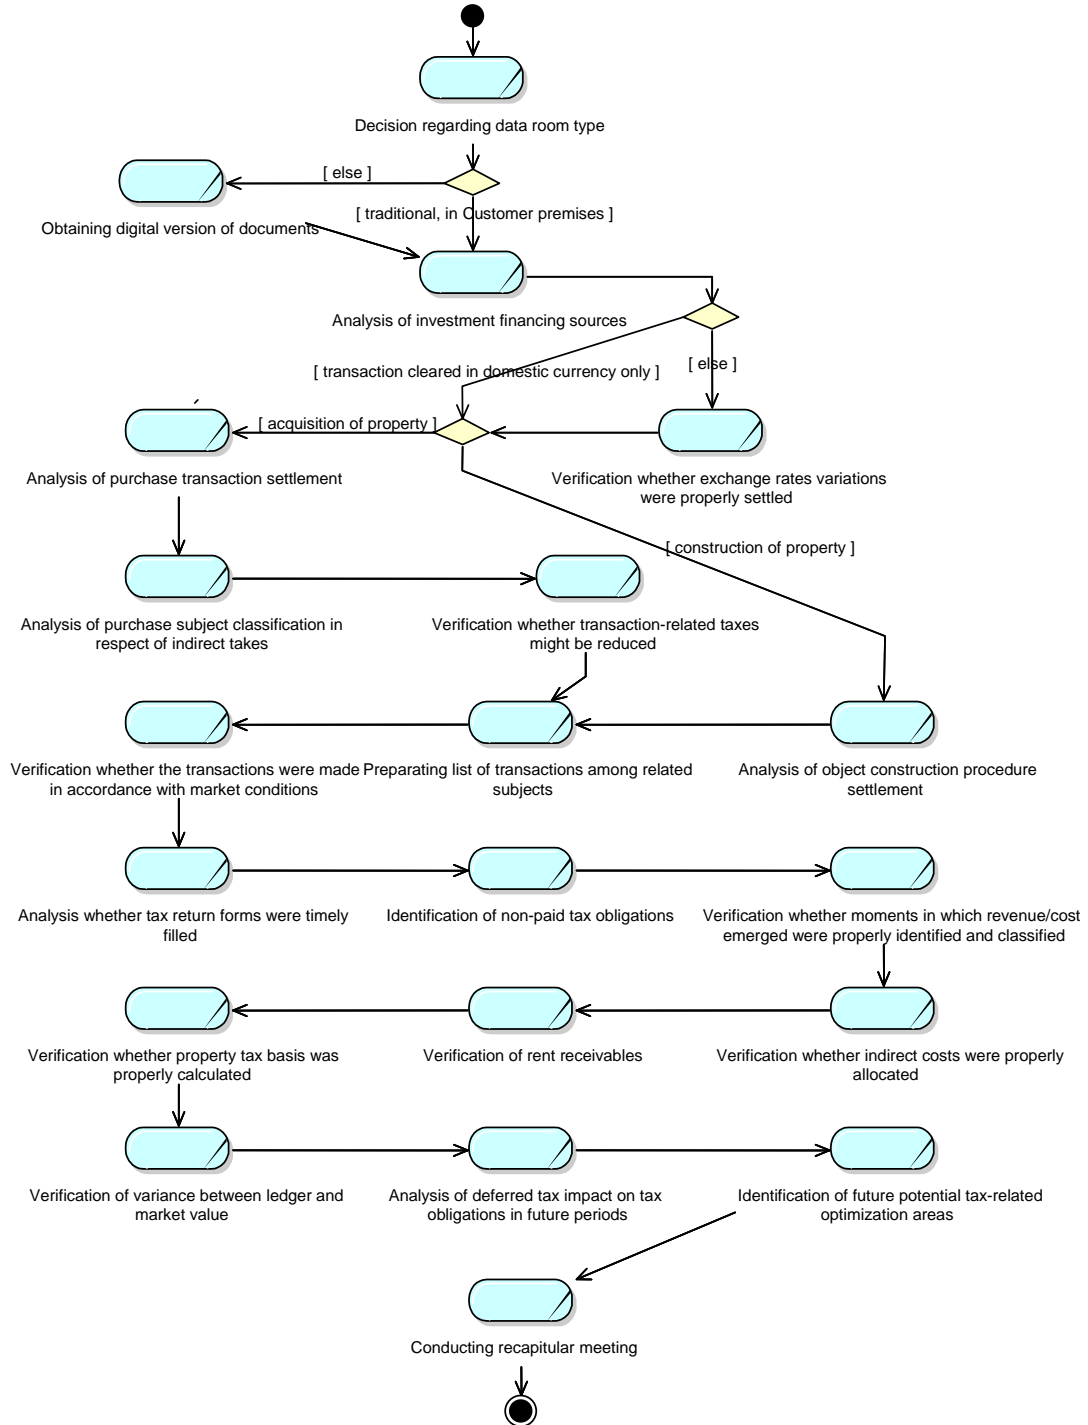 Decision regarding data room type
[ else ]
[ traditional, in Customer premises ]
Obtaining digital version of documents
Analysis of investment financing sources
[ else ]
[ transaction cleared in domestic currency only ]
[ acquisition of property ]
Analysis of purchase transaction settlement
Verification whether exchange rates variations
were properly settled
[ construction of property ]
Analysis of purchase subject classification in
respect of indirect takes
Verification whether transaction-related taxes
might be reduced
Verification whether the transactions were made
in accordance with market conditions
Preparating list of transactions among related
subjects
Analysis of object construction procedure
settlement
Analysis whether tax return forms were timely
filled
Identification of non-paid tax obligations
Verification whether moments in which revenue/cost
emerged were properly identified and classified
Verification whether property tax basis was
properly calculated
Verification of rent receivables
Verification whether indirect costs were properly
allocated
Verification of variance between ledger and
market value
Analysis of deferred tax impact on tax
obligations in future periods
Identification of future potential tax-related
optimization areas
Conducting recapitular meeting